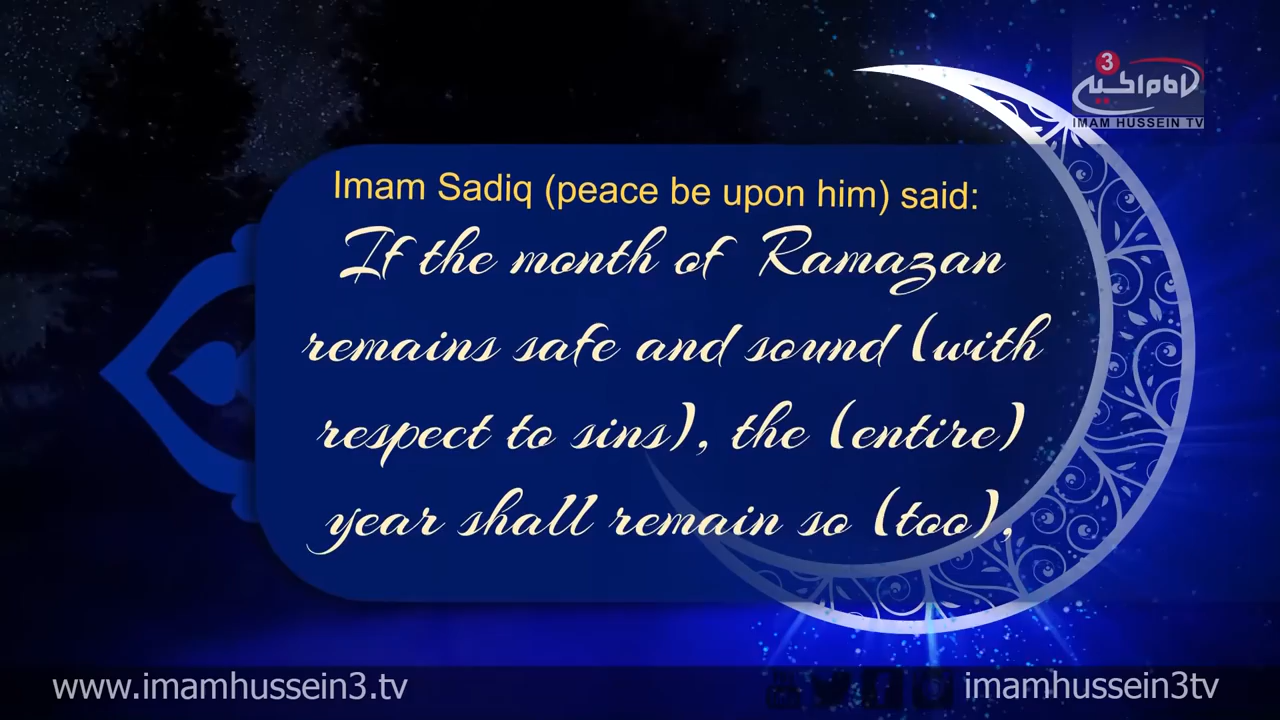 3
IMAM HUSSEIN TV
Imam Sadiq (peace be upon him) said:
If the month of Ramazan
remains safe and sound (with
respect to sins), the (entire)
year shall remain so (too),
www.imamhussein3.tv
imamhussein3tv